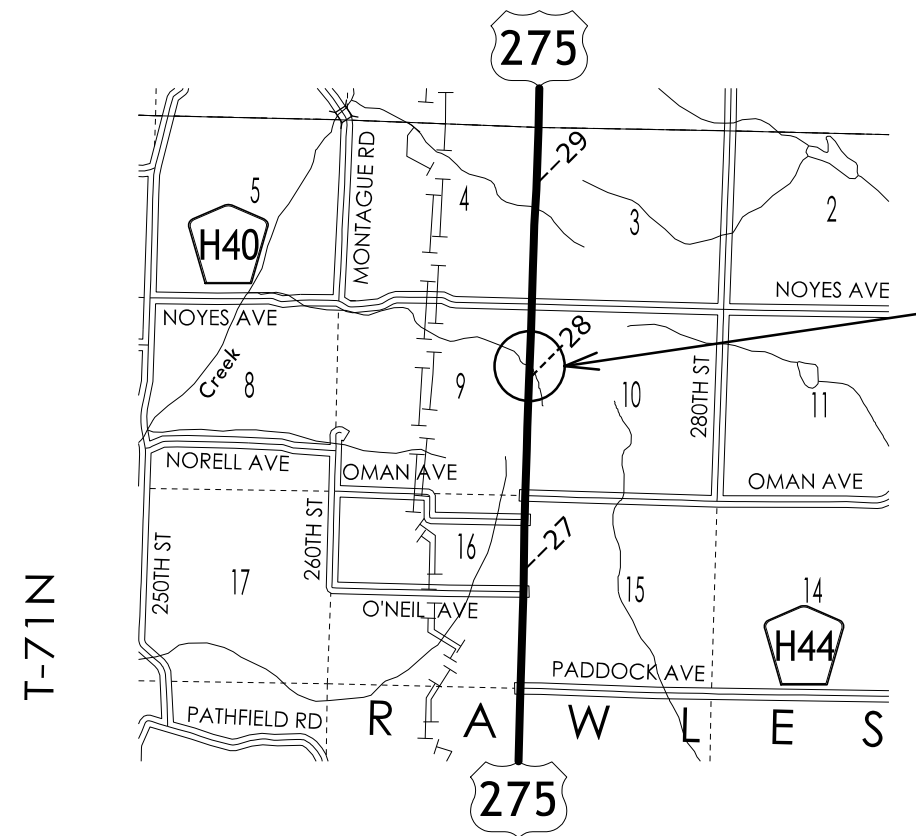 275
29
MONTAGUE RD
5
4
3
2
H40
NOYES AVE
NOYES AVE
28
Creek
8
9
10
11
280TH ST
NORELL AVE
OMAN AVE
OMAN AVE
260TH ST
27
16
250TH ST
17
15
14
T-71N
O'NEIL AVE
H44
PADDOCK AVE
PATHFIELD RD
R A W L E S
275